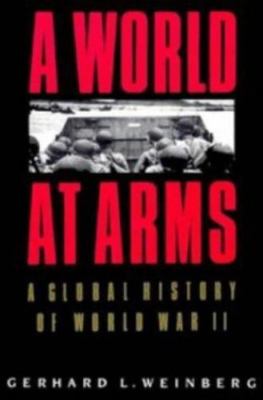 A WORLD
AT ARMS
A GLOBAL HISTORY
OF WORLD WAR II
GERHARD L. WEINBERG